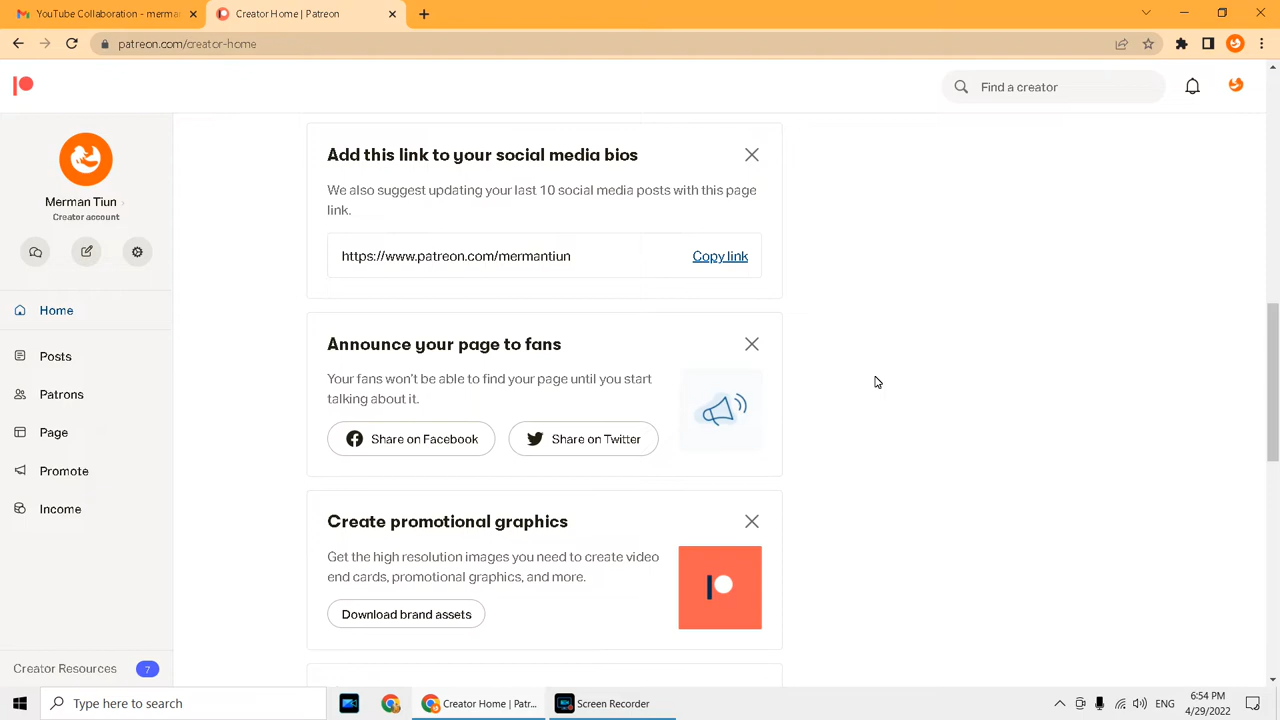 YouTube Collaboration - merma
Creator Home | Patreon
patreon.com/creator-home
Find a creator
Merman Tiun
Creator account
Home
Posts
Patrons
Page
Promote
Income
Creator Resources
7
Add this link to your social media bios
We also suggest updating your last 10 social media posts with this page
link.
https://www.patreon.com/mermantiun
Copy link
Announce your page to fans
Your fans won't be able to find your page until you start
talking about it.
Share on Facebook
Share on Twitter
Create promotional graphics
Get the high resolution images you need to create video
end cards, promotional graphics, and more.
Download brand assets
Type here to search
Creator Home | Patr...
Screen Recorder
ENG
6:54 PM
4/29/2022